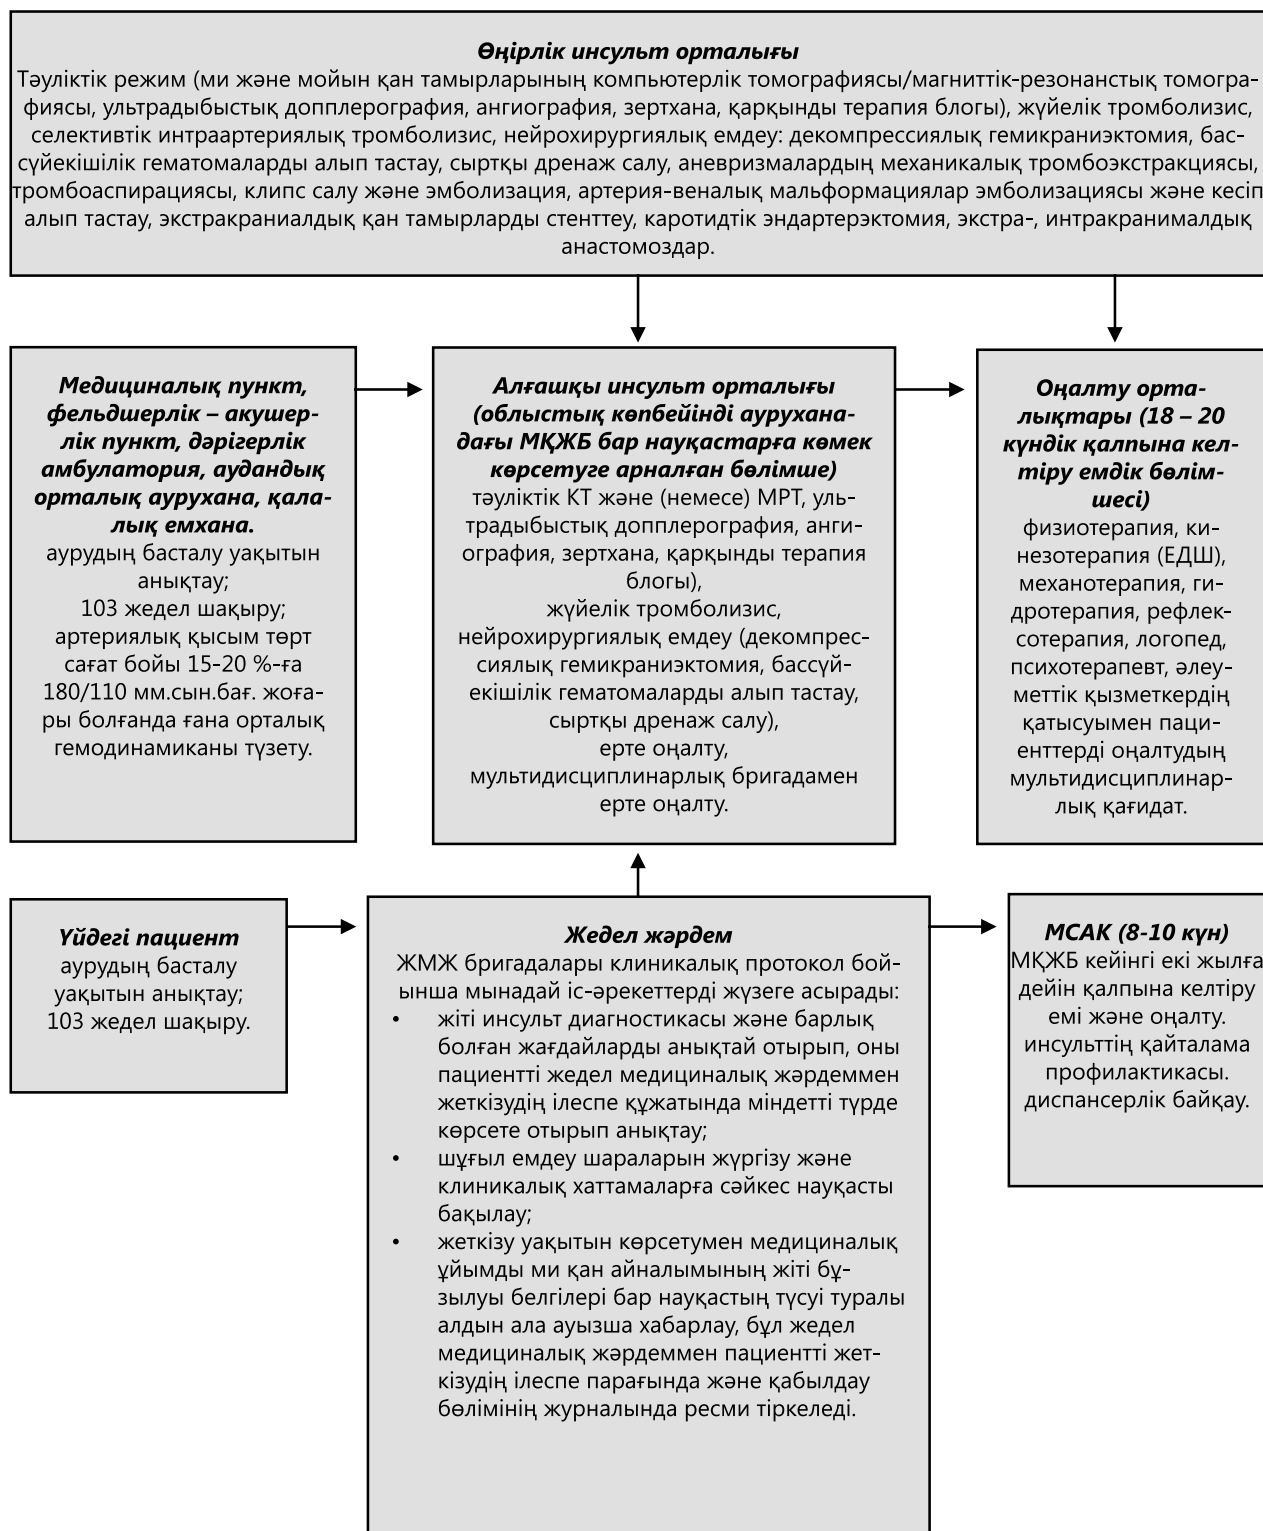 Өңірлік инсульт орталығы
Тәуліктік режим (ми және мойын қан тамырларының компьютерлік томографиясы/магниттік-резонанстық томогра-
фиясы, ультрадыбыстық допплерография, ангиография, зертхана, қарқынды терапия блогы), жүйелік тромболизис,
селективтік интраартериялық тромболизис, нейрохирургиялық емдеу: декомпрессиялық гемикраниэктомия, бас-
сүйекішілік гематомаларды алып тастау, сыртқы дренаж салу, аневризмалардың механикалық тромбоэкстракциясы,
тромбоаспирациясы, клипс салу және эмболизация, артерия-веналық мальформациялар эмболизациясы және кесіп
алып тастау, экстракраниалдық қан тамырларды стенттеу, каротидтік эндартерэктомия, экстра-, интракранималдық
анастомоздар.
Медициналық пункт,
фельдшерлік – акушер-
лік пункт, дәрігерлік
амбулатория, аудандық
орталық аурухана, қала-
лық емхана.
аурудың басталу уақытын
анықтау;
103 жедел шақыру;
артериялық қысым төрт
сағат бойы 15-20 %-ға
180/110 мм.сын.бағ. жоға-
ры болғанда ғана орталық
гемодинамиканы түзету.
Алғашқы инсульт орталығы
(облыстық көпбейінді аурухана-
дағы МҚЖБ бар науқастарға көмек
көрсетуге арналған бөлімше)
тәуліктік КТ және (немесе) МРТ, уль-
традыбыстық допплерография, анги-
ография, зертхана, қарқынды терапия
блогы),
жүйелік тромболизис,
нейрохирургиялық емдеу (декомпрес-
сиялық гемикраниэктомия, бассүй-
екішілік гематомаларды алып тастау,
сыртқы дренаж салу),
ерте оңалту,
мультидисциплинарлық бригадамен
ерте оңалту.
Оңалту орта-
лықтары (18 – 20
күндік қалпына кел-
тіру емдік бөлім-
шесі)
физиотерапия, ки-
незотерапия (ЕДШ),
механотерапия, ги-
дротерапия, рефлек-
сотерапия, логопед,
психотерапевт, әлеу-
меттік қызметкердің
қатысуымен паци-
енттерді оңалтудың
мультидисциплинар-
лық қағидат.
Үйдегі пациент
аурудың басталу
уақытын анықтау;
103 жедел шақыру.
Жедел жәрдем
ЖМЖ бригадалары клиникалық протокол бой-
ынша мынадай іс-әрекеттерді жүзеге асырады:
• жіті инсульт диагностикасы және барлық
болған жағдайларды анықтай отырып, оны
пациентті жедел медициналық жәрдеммен
жеткізудің ілеспе құжатында міндетті түрде
көрсете отырып анықтау;
• шұғыл емдеу шараларын жүргізу және
клиникалық хаттамаларға сәйкес науқасты
бақылау;
• жеткізу уақытын көрсетумен медициналық
ұйымды ми қан айналымының жіті бұ-
зылуы белгілері бар науқастың түсуі туралы
алдын ала ауызша хабарлау, бұл жедел
медициналық жәрдеммен пациентті жет-
кізудің ілеспе парағында және қабылдау
бөлімінің журналында ресми тіркеледі.
МСАК (8-10 күн)
МҚЖБ кейінгі екі жылға
дейін қалпына келтіру
емі және оңалту.
инсульттің қайталама
профилактикасы.
диспансерлік байқау.